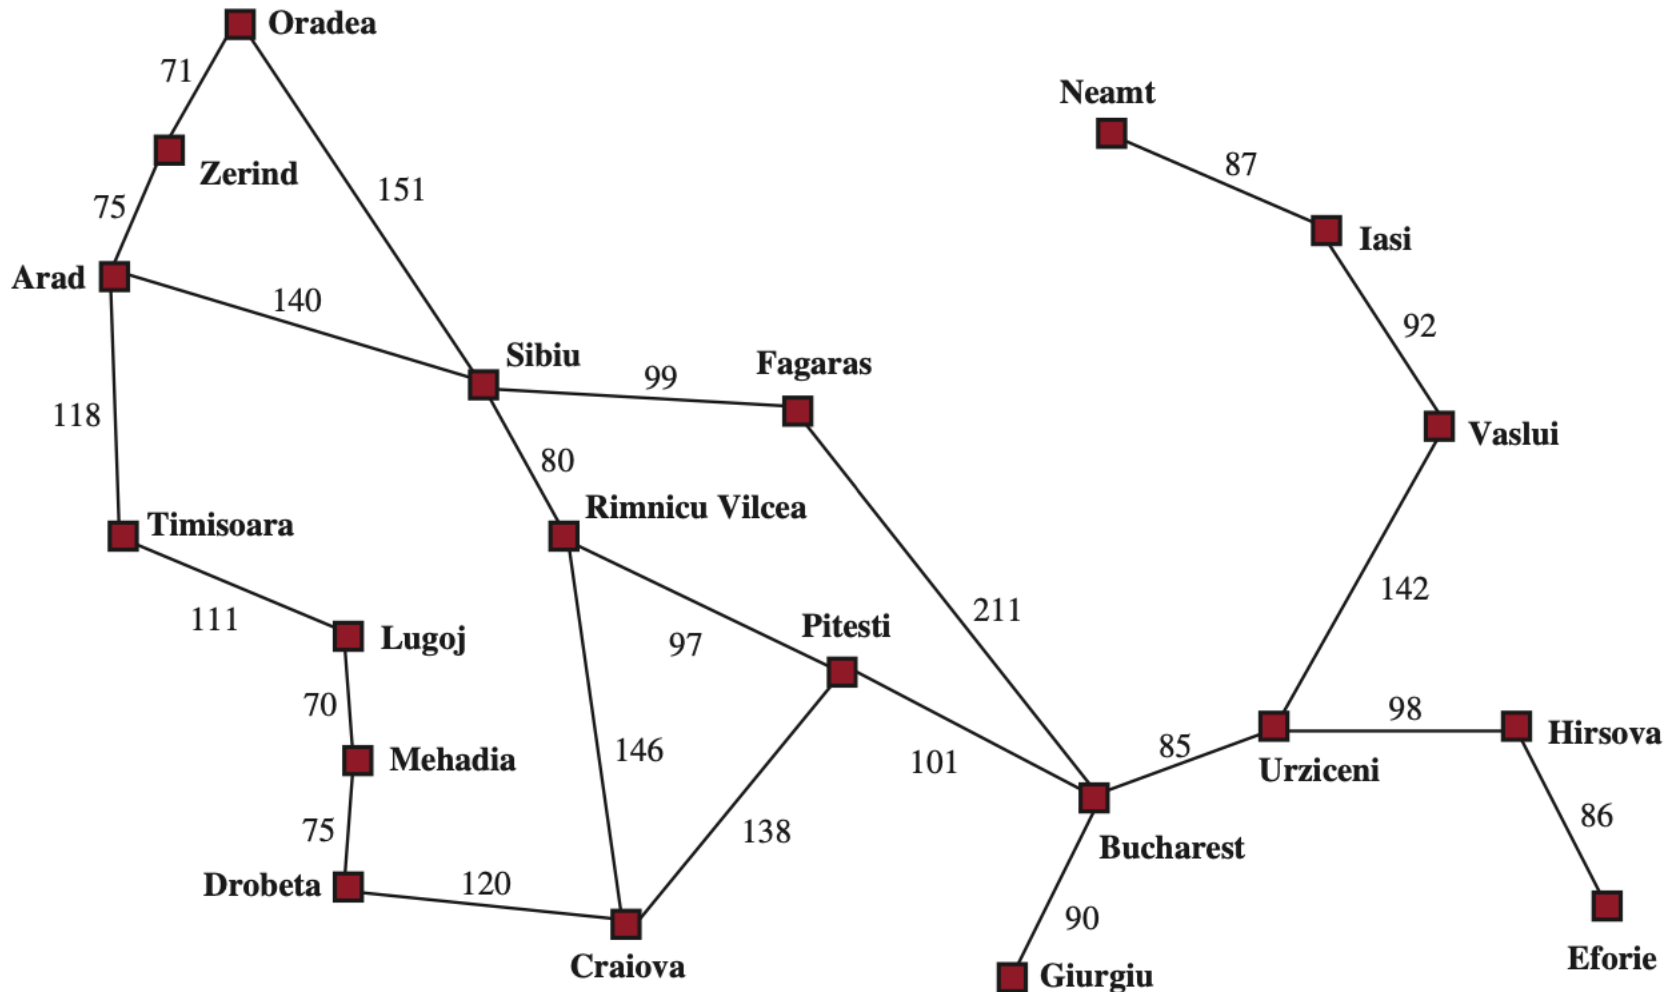 Oradea
71
Neamt
87
Zerind
151
75
Iasi
Arad
140
92
Sibiu
Fagaras
99
118
Vaslui
80
Rimnicu Vilcea
Timisoara
142
211
111
Pitesti
Lugoj
97
70
98
Hirsova
146
85
Mehadia
101
Urziceni
86
75
138
Bucharest
Drobeta
120
90
Eforie
Craiova
Giurgiu